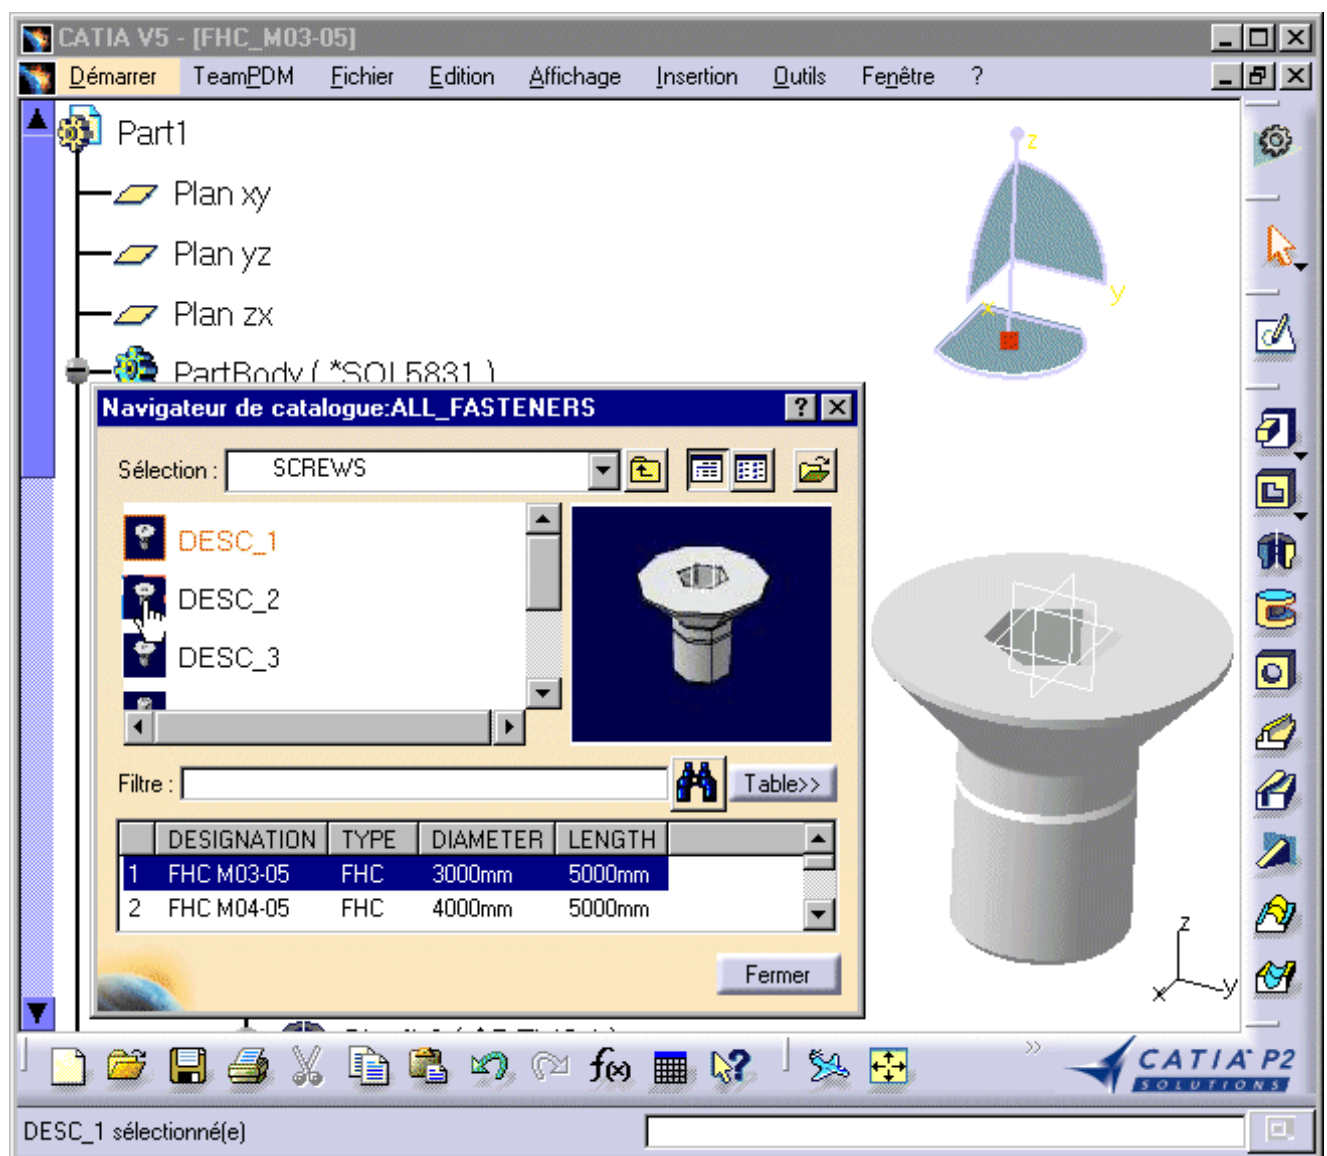 CATIA V5 - [FHC_M03-05]
Démarrer TeamPDM Fichier Edition Affichage Insertion Outils Fenêtre ?
Part1
Plan xy
Plan yz
Plan zx
PartBody ( *SOL5831 )
z
y
x
Navigateur de catalogue:ALL_FASTENERS
Sélection : SCREWS
DESC_1
DESC_2
DESC_3
Filtre :
Table>>
DESIGNATION TYPE DIAMETER LENGTH
1 FHC M03-05 FHC 3000mm 5000mm
2 FHC M04-05 FHC 4000mm 5000mm
Fermer
z
y
x
f(x)
CATIA P2
SOLUTIONS
DESC_1 sélectionné(e)